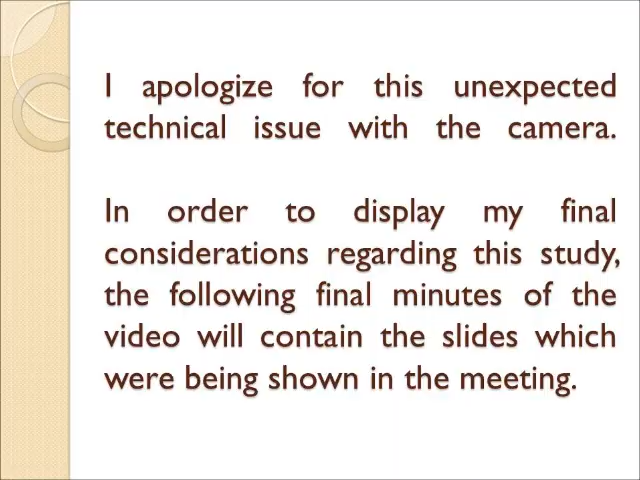 I apologize for this unexpected
technical issue with the camera.
In order to display my final
considerations regarding this study,
the following final minutes of the
video will contain the slides which
were being shown in the meeting.